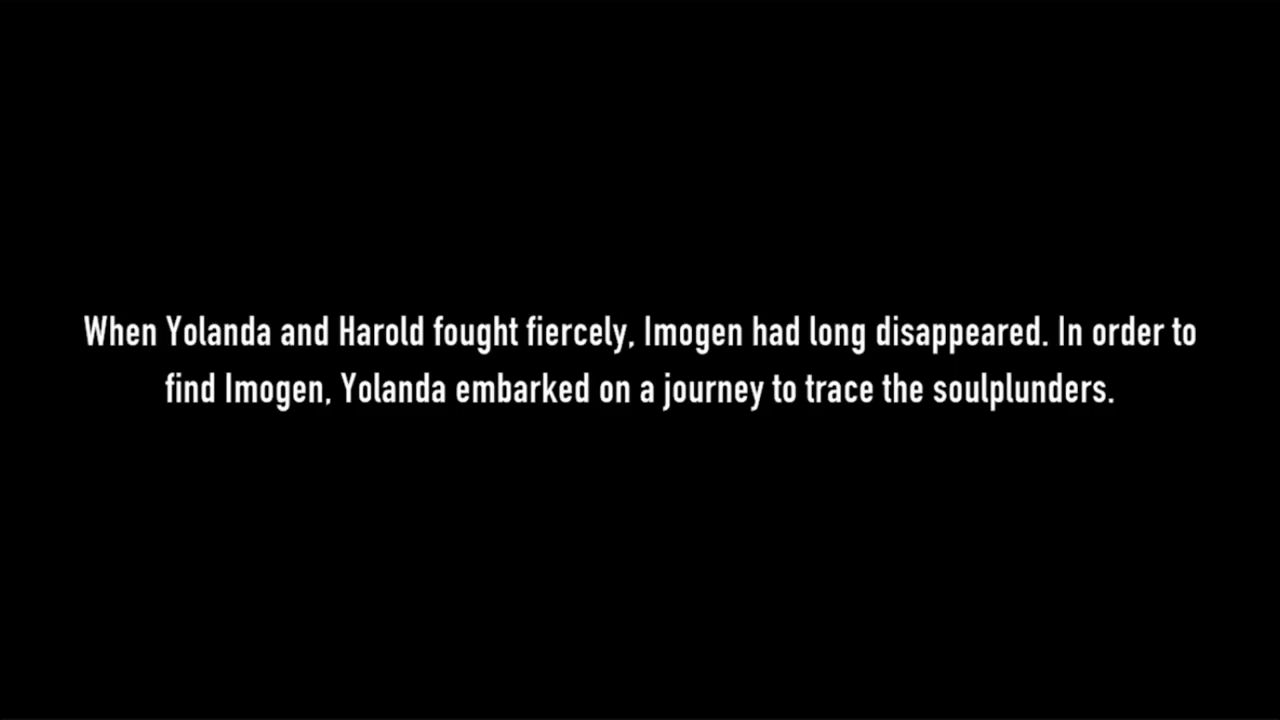 When Yolanda and Harold fought fiercely, Imogen had long disappeared. In order to
find Imogen, Yolanda embarked on a journey to trace the soulplunders.